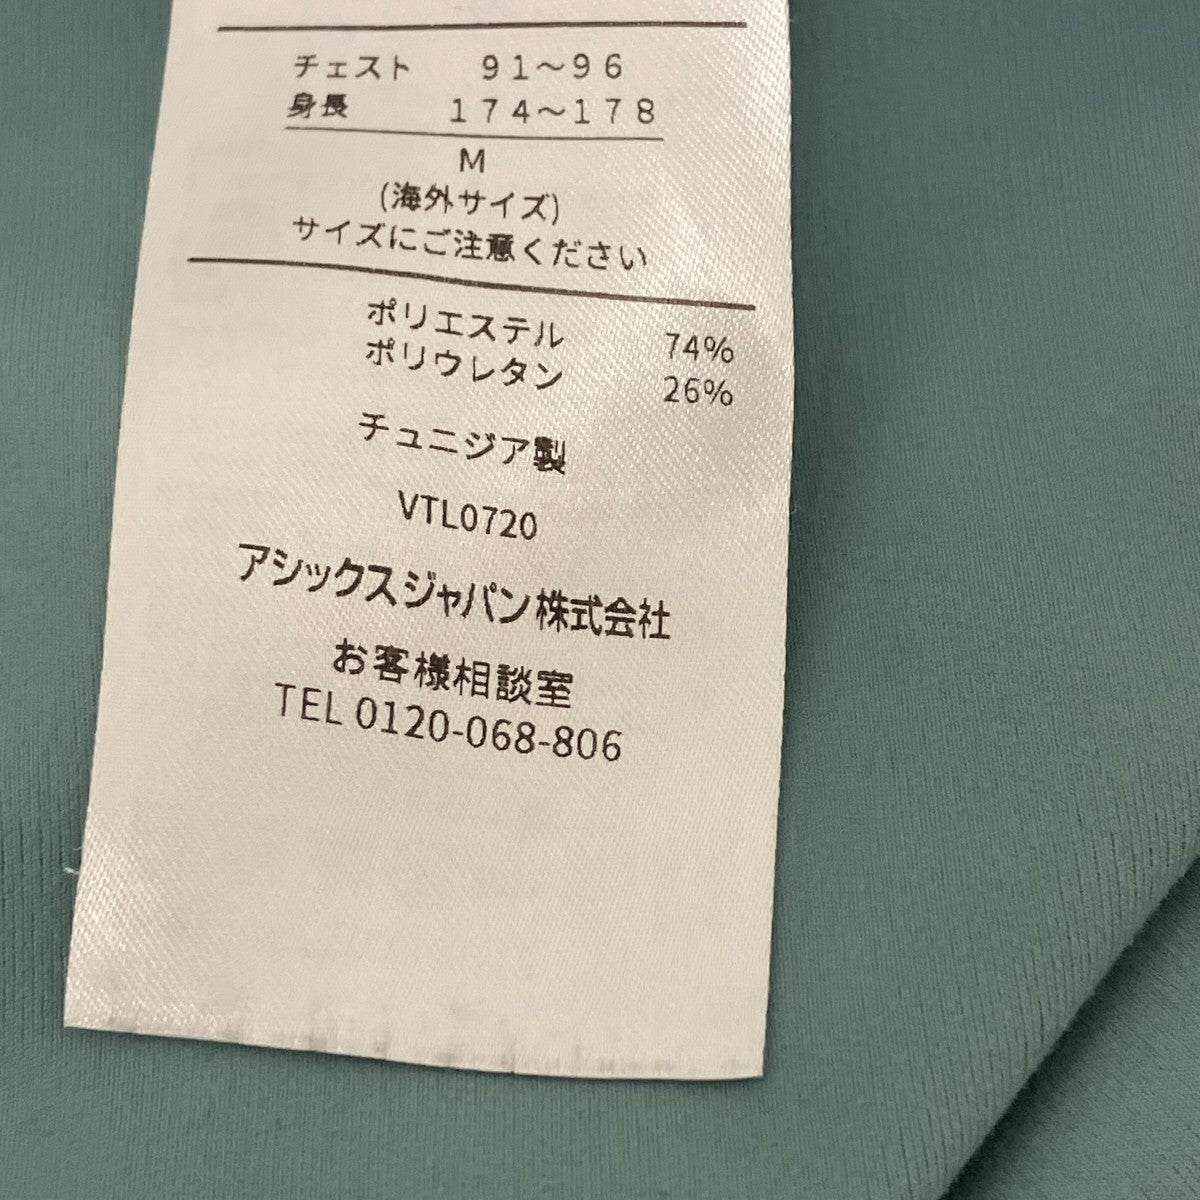 チェスト 91〜96
身長 174〜178
M
(海外サイズ)
サイズにご注意ください
ポリエステル 74%
ポリウレタン 26%
チュニジア製
VTL0720
アシックスジャパン株式会社
お客様相談室
TEL 0120-068-806